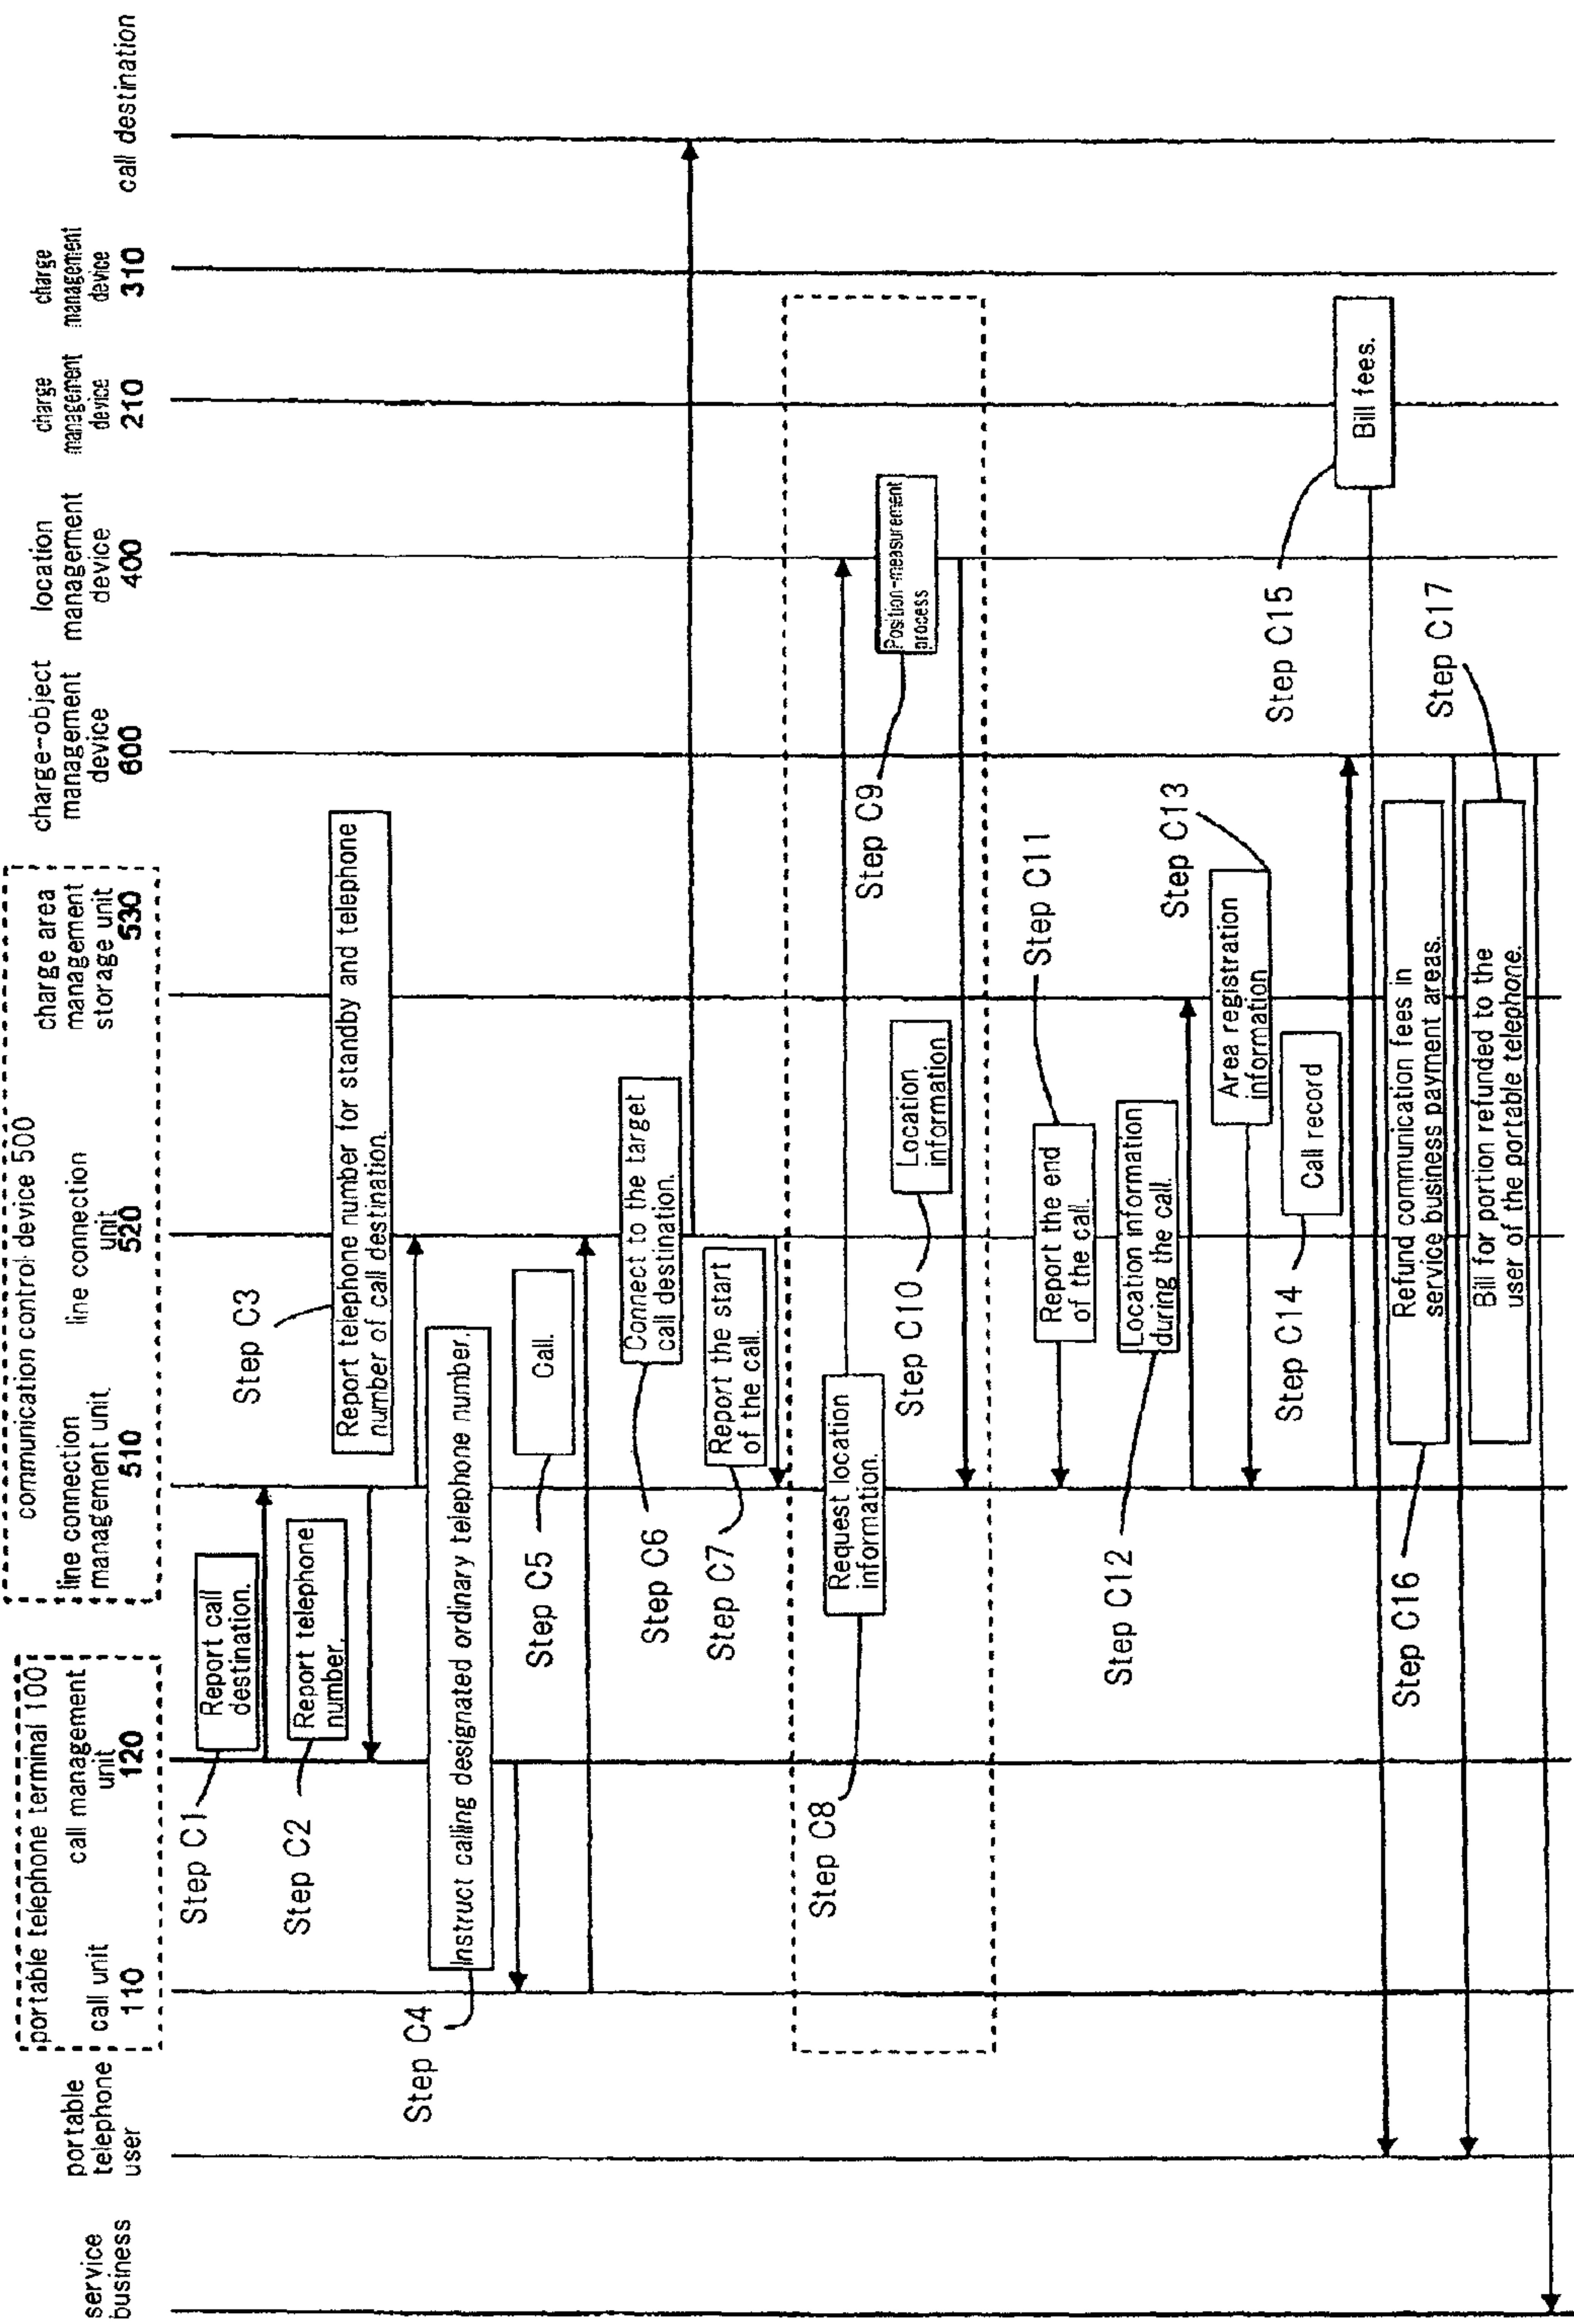 service
business
portable
telephone
user
portable telephone terminal 100
call unit
110
call management
unit
120
communication control device 500
line connection
management unit
510
line connection
unit
520
charge area
management
storage unit
530
charge-object
management
device
600
location
management
device
400
charge
management
device
210
charge
management
device
310
call destination
Step C1
Report call
destination.
Step C2
Report telephone
number.
Step C3
Report telephone number for standby and telephone
number of call destination.
Step C4
Instruct calling designated ordinary telephone number.
Step C5
Call.
Step C6
Connect to the target
call destination.
Step C7
Report the start
of the call.
Step C8
Request location
information.
Step C9
Position-measurement
process
Step C10
Location
information
Step C11
Report the end
of the call.
Step C12
Location information
during the call.
Step C13
Area registration
information
Step C14
Call record
Step C15
Bill fees.
Step C16
Refund communication fees in
service business payment areas.
Step C17
Bill for portion refunded to the
user of the portable telephone.